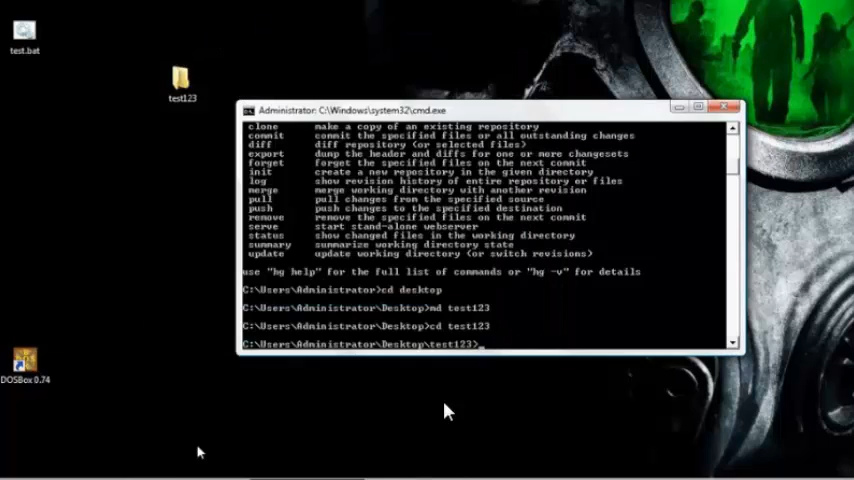 test.bat
test123
Administrator: C:\Windows\system32\cmd.exe
clone make a copy of an existing repository
commit commit the specified files or all outstanding changes
diff diff repository (or selected files)
export dump the header and diffs for one or more changesets
forget forget the specified files on the next commit
init create a new repository in the given directory
log show revision history of entire repository or files
merge merge working directory with another revision
pull pull changes from the specified source
push push changes to the specified destination
remove remove the specified files on the next commit
serve start stand-alone webserver
status show changed files in the working directory
summary summarize working directory state
update update working directory (or switch revisions)
use "hg help" for the full list of commands or "hg -v" for details
C:\Users\Administrator>cd desktop
C:\Users\Administrator\Desktop>md test123
C:\Users\Administrator\Desktop>cd test123
C:\Users\Administrator\Desktop\test123>_
DOSBox 0.74